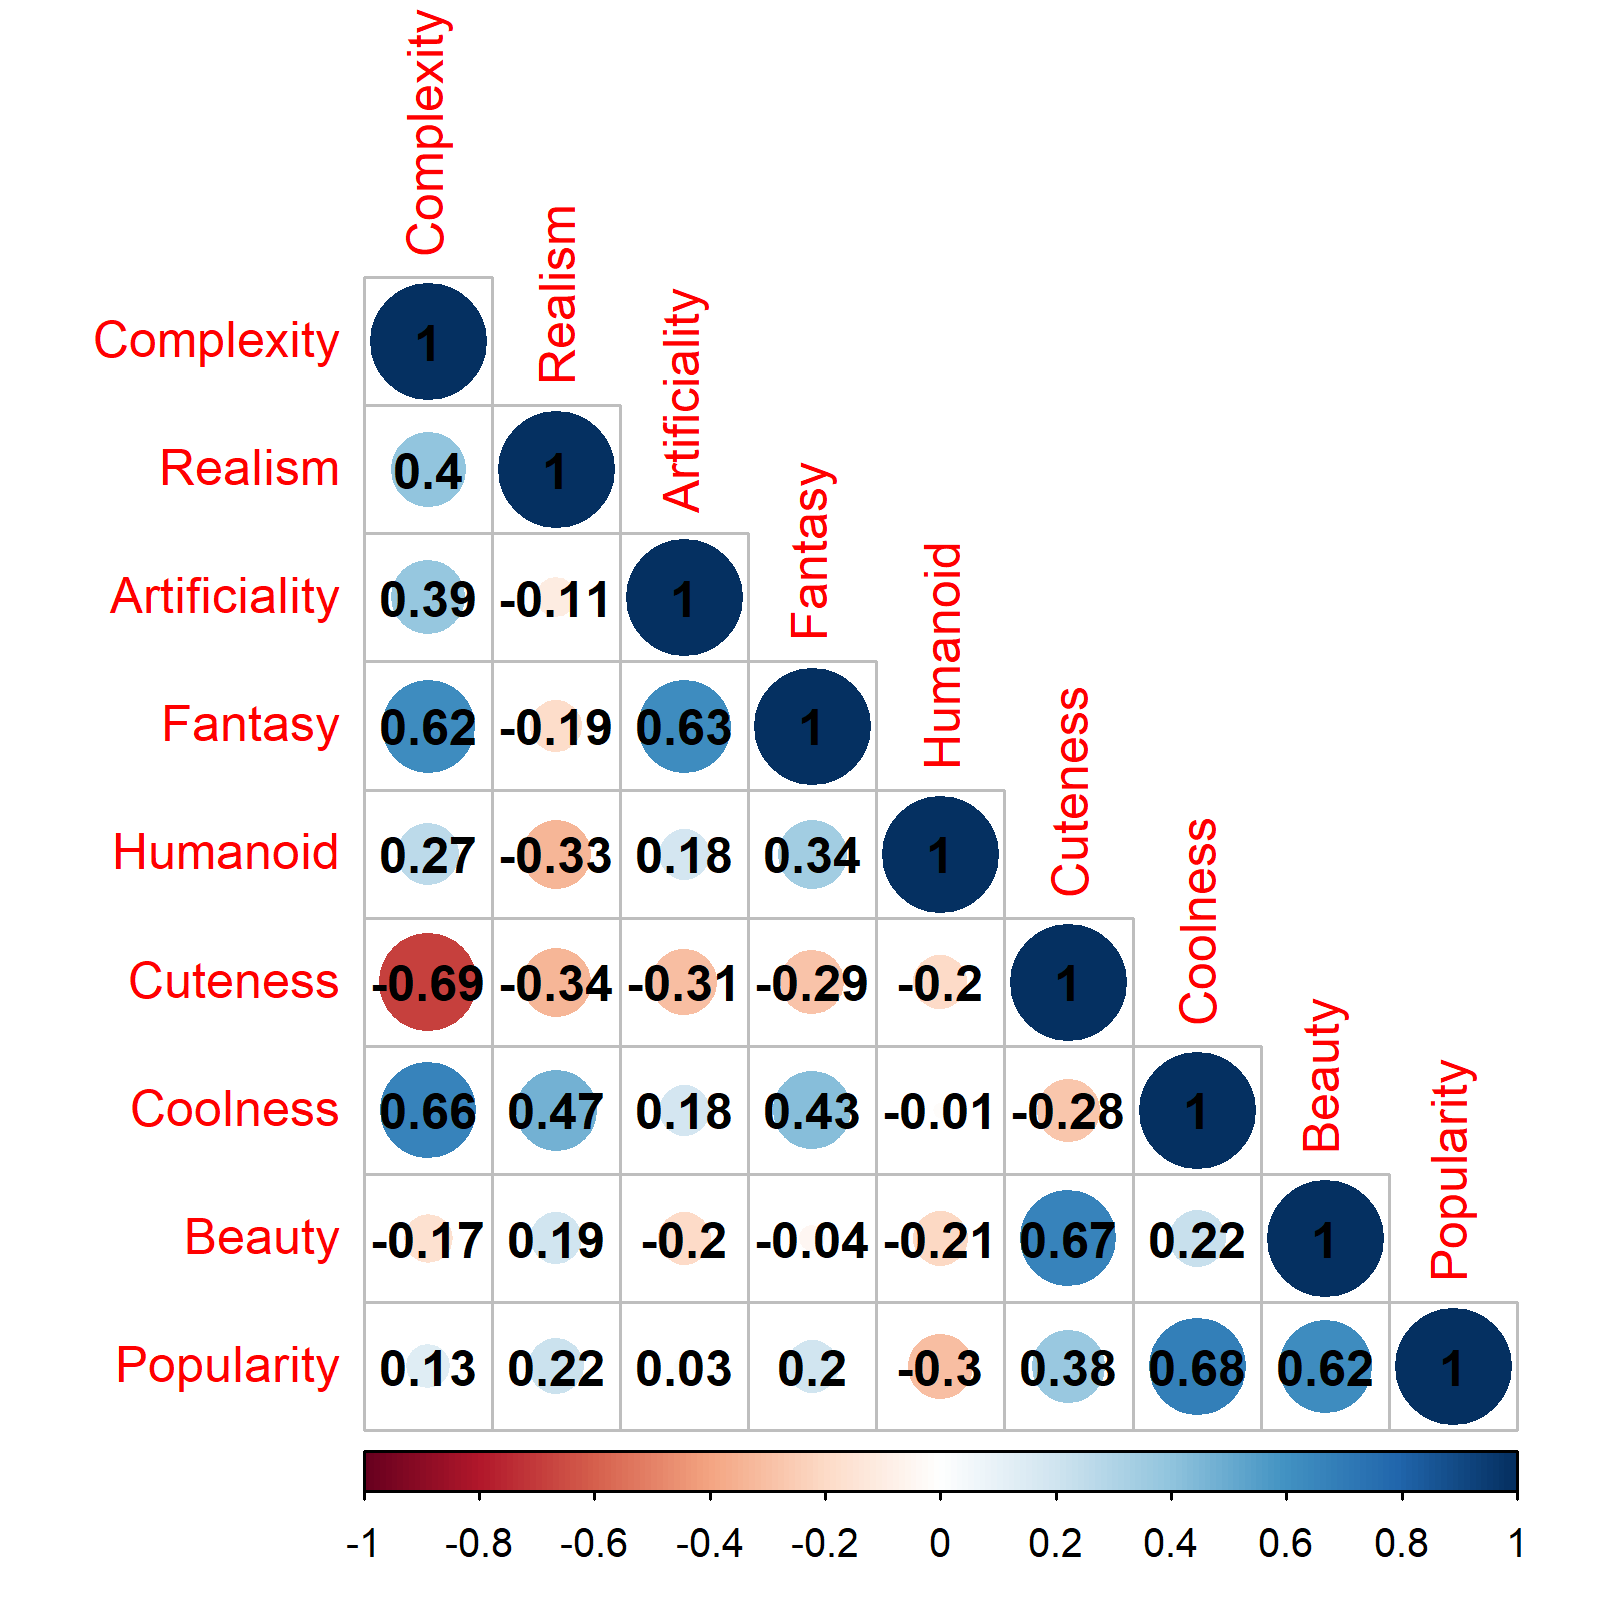 Complexity
Realism
Artificiality
Fantasy
Humanoid
Cuteness
Coolness
Beauty
Popularity
Complexity 1
Realism 0.4 1
Artificiality 0.39 -0.11 1
Fantasy 0.62 -0.19 0.63 1
Humanoid 0.27 -0.33 0.18 0.34 1
Cuteness -0.69 -0.34 -0.31 -0.29 -0.2 1
Coolness 0.66 0.47 0.18 0.43 -0.01 -0.28 1
Beauty -0.17 0.19 -0.2 -0.04 -0.21 0.67 0.22 1
Popularity 0.13 0.22 0.03 0.2 -0.3 0.38 0.68 0.62 1
-1 -0.8 -0.6 -0.4 -0.2 0 0.2 0.4 0.6 0.8 1